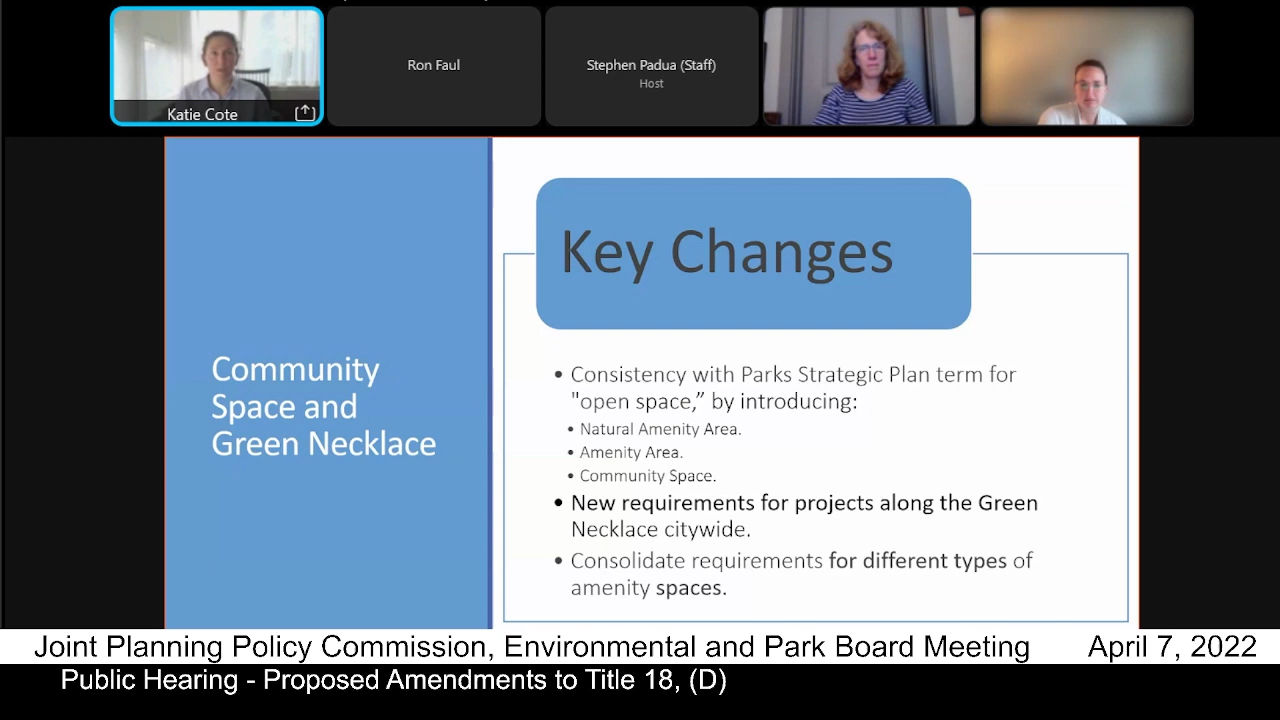 Katie Cote
Ron Faul
Stephen Padua (Staff)
Host
Community
Space and
Green Necklace
Key Changes
• Consistency with Parks Strategic Plan term for
"open space,” by introducing:
• Natural Amenity Area.
• Amenity Area.
• Community Space.
• New requirements for projects along the Green
Necklace citywide.
• Consolidate requirements for different types of
amenity spaces.
Joint Planning Policy Commission, Environmental and Park Board Meeting April 7, 2022
Public Hearing - Proposed Amendments to Title 18, (D)